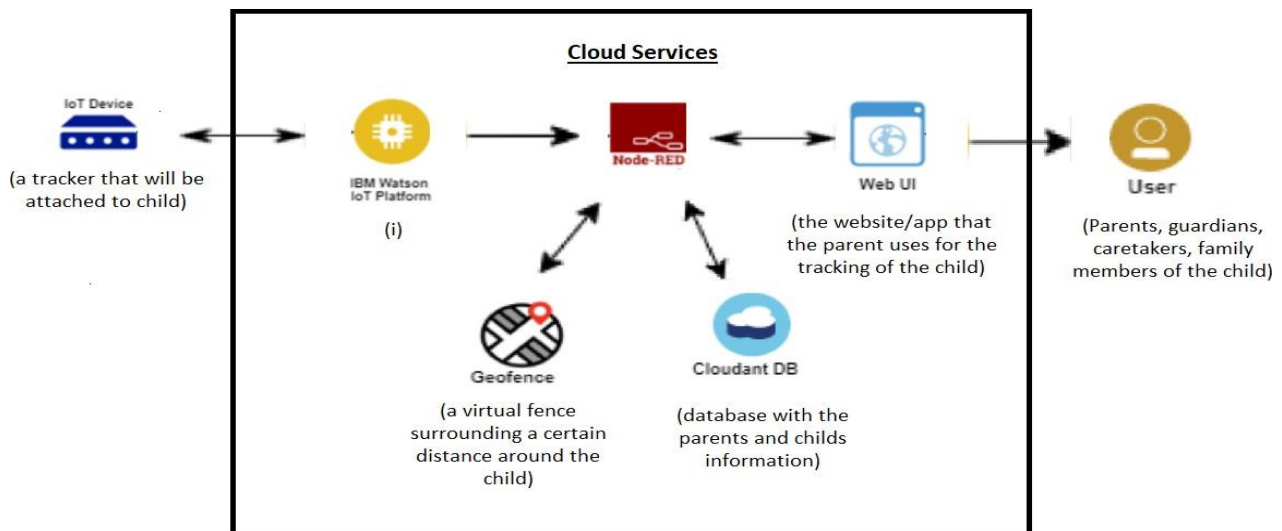 Cloud Services
IoT Device
(a tracker that will be
attached to child)
IBM Watson
IoT Platform
(i)
Node-RED
Web UI
(the website/app that
the parent uses for the
tracking of the child)
User
(Parents, guardians,
caretakers, family
members of the child)
Geofence
(a virtual fence
surrounding a certain
distance around the
child)
Cloudant DB
(database with the
parents and childs
information)